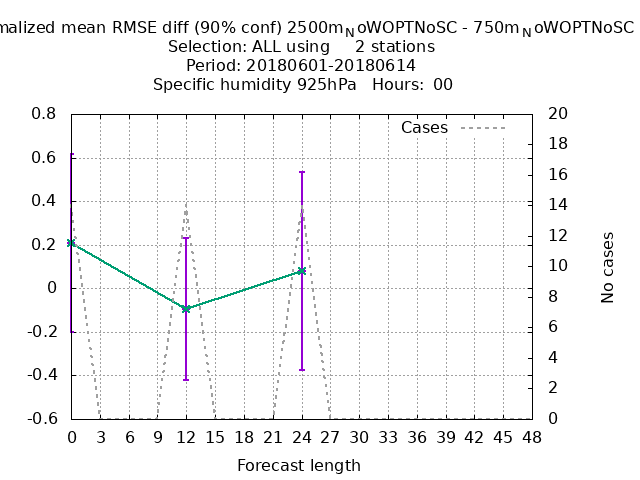 malized mean RMSE diff (90% conf) 2500mNoWOPTNoSC - 750mNoWOPTNoSC
Selection: ALL using 2 stations
Period: 20180601-20180614
Specific humidity 925hPa Hours: 00
Cases
0.8
0.6
0.4
0.2
0
-0.2
-0.4
-0.6
20
18
16
14
12
10
8
6
4
2
0
No cases
0 3 6 9 12 15 18 21 24 27 30 33 36 39 42 45 48
Forecast length